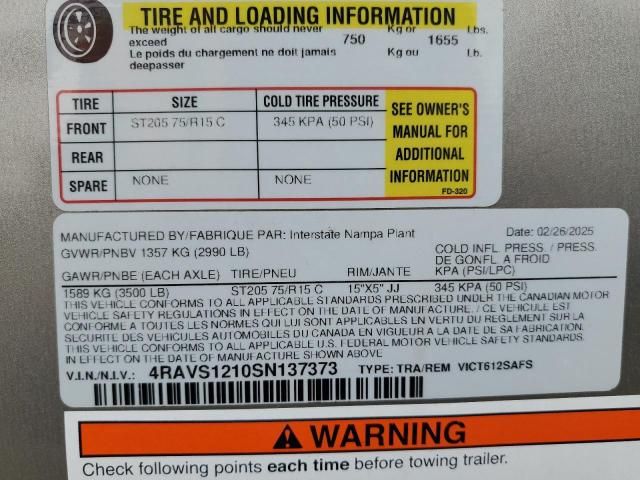 TIRE AND LOADING INFORMATION
The weight of all cargo should never exceed 750 Kg or 1655 Lbs.
Le poids du chargement ne doit jamais deepasser Kg ou Lb.
TIRE SIZE COLD TIRE PRESSURE
FRONT ST205 75/R15 C 345 KPA (50 PSI)
REAR
SPARE NONE NONE
SEE OWNER'S
MANUAL FOR
ADDITIONAL
INFORMATION
FD-320
MANUFACTURED BY/FABRIQUE PAR: Interstate Nampa Plant Date: 02/26/2025
GVWR/PNBV 1357 KG (2990 LB) COLD INFL. PRESS. / PRESS.
DE GONFL. A FROID
GAWR/PNBE (EACH AXLE) TIRE/PNEU KPA (PSI/LPC)
1589 KG (3500 LB) ST205 75/R15 C 15"X5" JJ 345 KPA (50 PSI)
THIS VEHICLE CONFORMS TO ALL APPLICABLE STANDARDS PRESCRIBED UNDER THE CANADIAN MOTOR
VEHICLE SAFETY REGULATIONS IN EFFECT ON THE DATE OF MANUFACTURE. / CE VEHICULE EST
CONFORME A TOUTES LES NORMES QUI LUI SONT APPLICABLES EN VERTU DU REGLEMENT SUR LA
SECURITE DES VEHICULES AUTOMOBILES DU CANADA EN VIGUEUR A LA DATE DE SA FABRICATION.
THIS VEHICLE CONFORMS TO ALL APPLICABLE U.S. FEDERAL MOTOR VEHICLE SAFETY STANDARDS
IN EFFECT ON THE DATE OF MANUFACTURE SHOWN ABOVE
V.I.N./N.I.V.: 4RAVS1210SN137373 TYPE: TRA/REM VICT612SAFS
WARNING
Check following points each time before towing trailer.